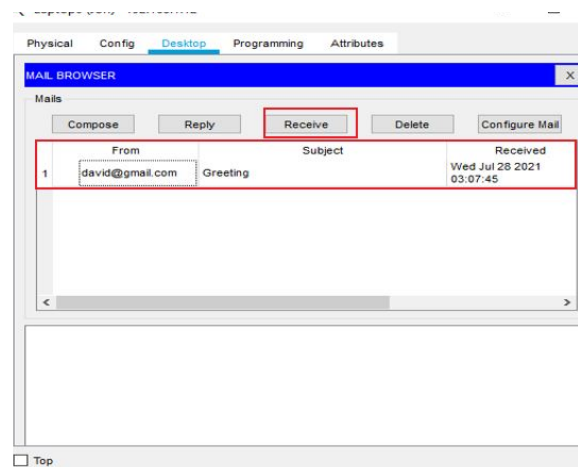 Physical Config Desktop Programming Attributes
MAIL BROWSER X
Mails
Compose Reply Receive Delete Configure Mail
From Subject Received
1 david@gmail.com Greeting Wed Jul 28 2021
03:07:45
Top